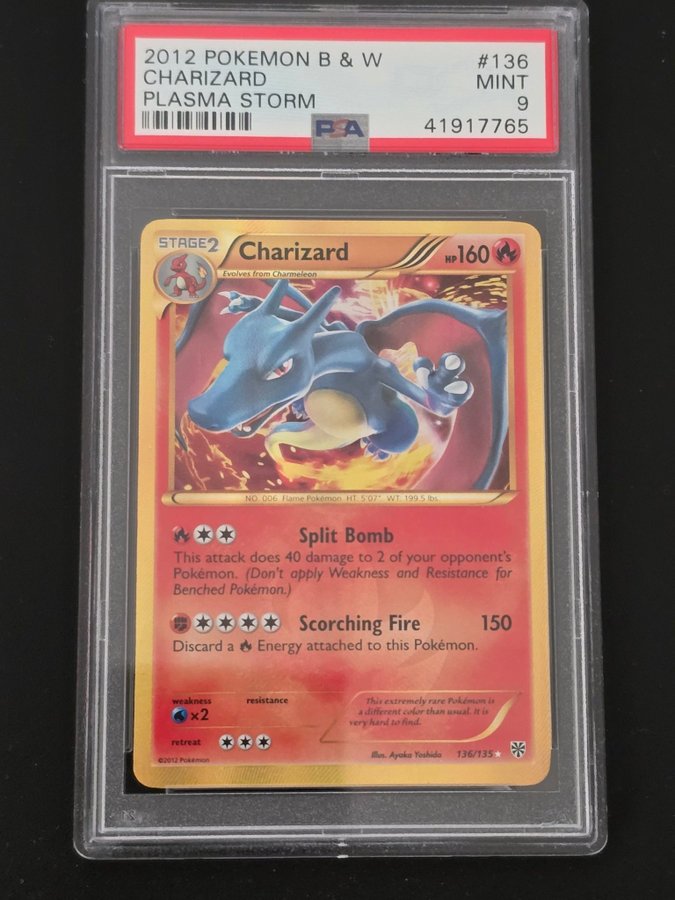 2012 POKEMON B & W #136
CHARIZARD MINT
PLASMA STORM 9
PSA 41917765
STAGE2 Charizard HP160
Evolves from Charmeleon
NO. 006 Flame Pokémon. HT. 5'07" WT. 199.5 lbs.
Split Bomb
This attack does 40 damage to 2 of your opponent's
Pokémon. (Don't apply Weakness and Resistance for
Benched Pokémon.)
Scorching Fire 150
Discard a Energy attached to this Pokémon.
weakness resistance
×2
This extremely rare Pokémon is
a different color than usual. It is
very hard to find.
retreat
©2012 Pokémon
Illus. Ayaka Yoshida 136/135